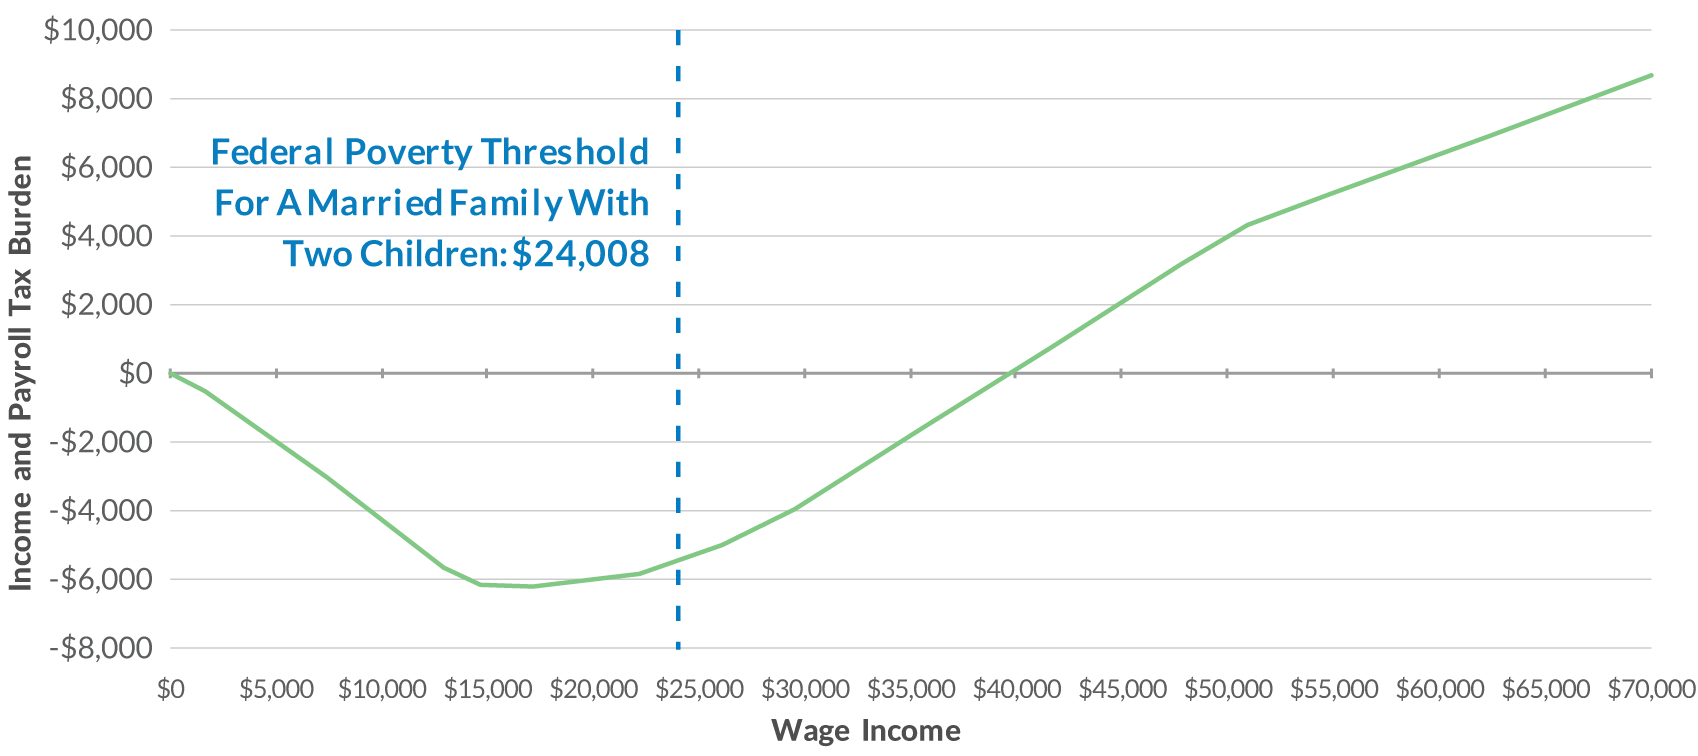 $10,000
$8,000
$6,000
$4,000
$2,000
$0
-$2,000
-$4,000
-$6,000
-$8,000
Income and Payroll Tax Burden
Federal Poverty Threshold
For A Married Family With
Two Children: $24,008
$0 $5,000 $10,000 $15,000 $20,000 $25,000 $30,000 $35,000 $40,000 $45,000 $50,000 $55,000 $60,000 $65,000 $70,000
Wage Income